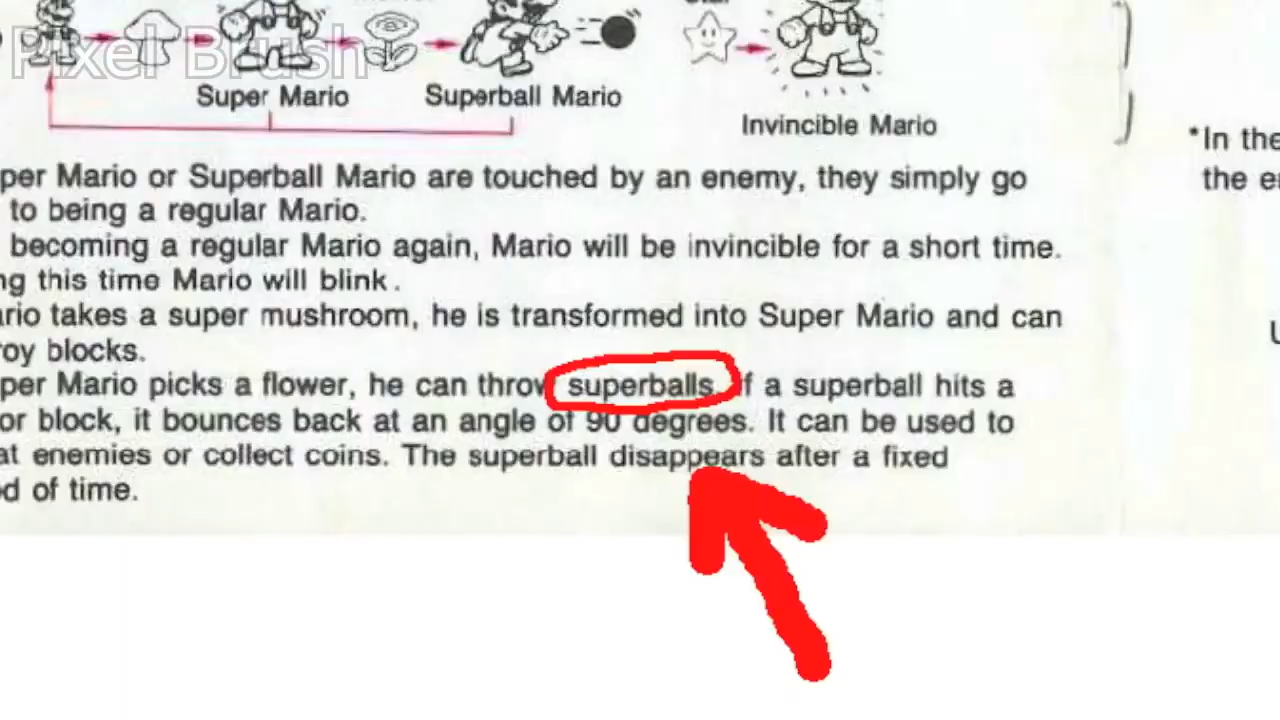 Pixel Brush
Super Mario
Superball Mario
Invincible Mario
per Mario or Superball Mario are touched by an enemy, they simply go
to being a regular Mario.
becoming a regular Mario again, Mario will be invincible for a short time.
ng this time Mario will blink.
ario takes a super mushroom, he is transformed into Super Mario and can
roy blocks.
per Mario picks a flower, he can throw superballs. If a superball hits a
or block, it bounces back at an angle of 90 degrees. It can be used to
at enemies or collect coins. The superball disappears after a fixed
d of time.
*In the
the e